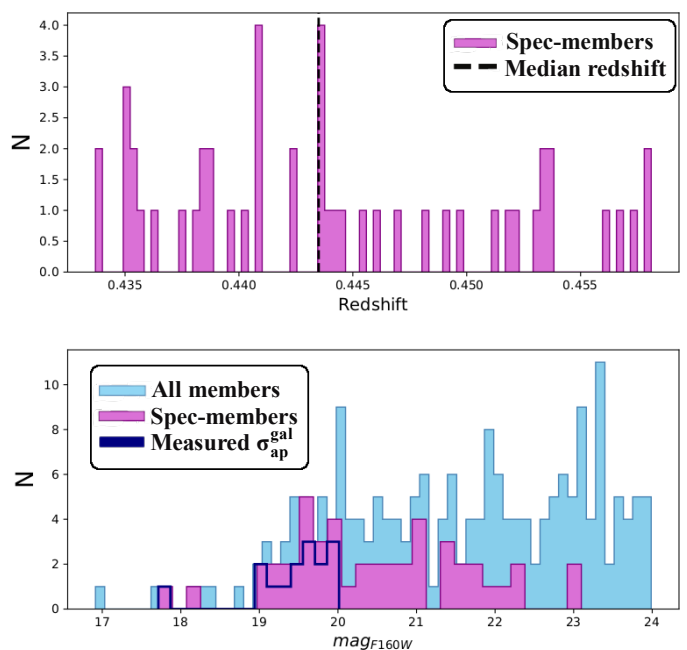 4.0
3.5
3.0
2.5
2.0
1.5
1.0
0.5
0.0
N
Spec-members
Median redshift
0.435 0.440 0.445 0.450 0.455
Redshift
10
8
6
4
2
0
N
All members
Spec-members
Measured σ_ap^gal
17 18 19 20 21 22 23 24
mag_F160W